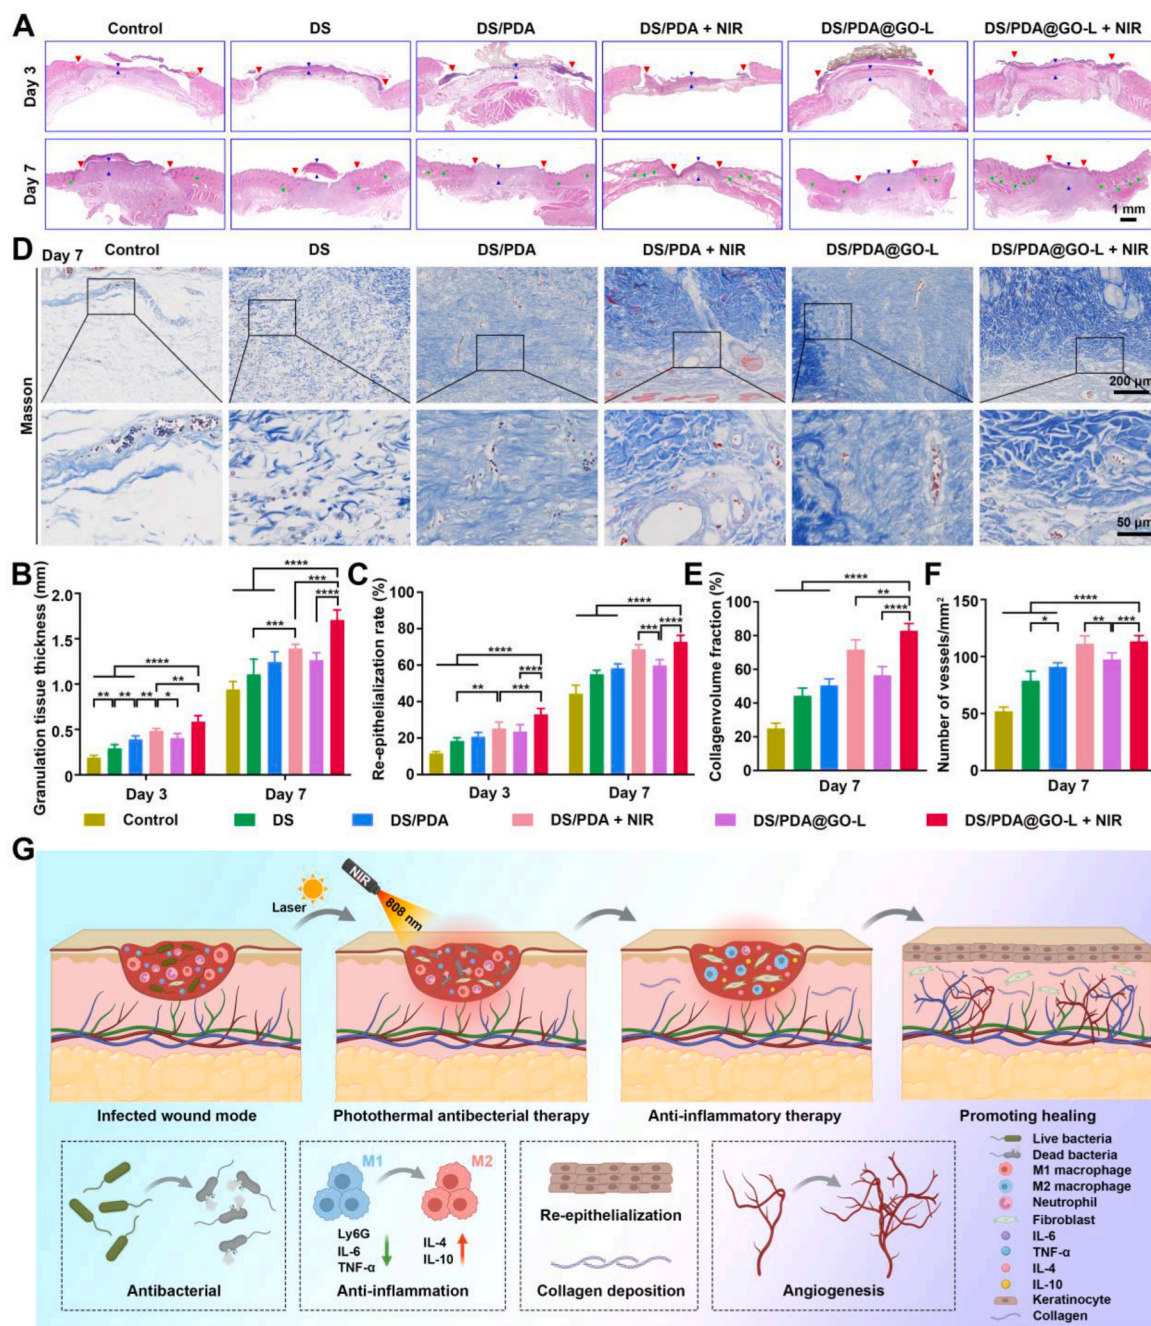 A
Control DS DS/PDA DS/PDA + NIR DS/PDA@GO-L DS/PDA@GO-L + NIR
Day 3
Day 7
1 mm
D
Day 7
Control DS DS/PDA DS/PDA + NIR DS/PDA@GO-L DS/PDA@GO-L + NIR
Masson
200 µm
50 µm
B
Granulation tissue thickness (mm)
2.0
1.5
1.0
0.5
0
**** ** ** ** ** *
**** *** **** ***
Day 3 Day 7
C
Re-epithelialization rate (%)
100
80
60
40
20
0
**** **** ** ***
**** *** ****
Day 3 Day 7
E
Collagenvolume fraction (%)
100
80
60
40
20
0
**** ** ****
Day 7
F
Number of vessels/mm²
150
100
50
0
**** * ** ***
Day 7
Control DS DS/PDA DS/PDA + NIR DS/PDA@GO-L DS/PDA@GO-L + NIR
G
Laser
NIR
808 nm
Infected wound mode
Photothermal antibecterial therapy
Anti-inflammatory therapy
Promoting healing
Antibacterial
M1 M2
Ly6G
IL-6
TNF-α
IL-4
IL-10
Anti-inflammation
Re-epithelialization
Collagen deposition
Angiogenesis
Live bacteria
Dead bacteria
M1 macrophage
M2 macrophage
Neutrophil
Fibroblast
IL-6
TNF-α
IL-4
IL-10
Keratinocyte
Collagen